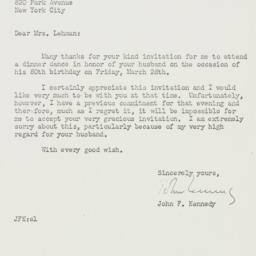 820 Park Avenue
New York City
Dear Mrs. Lehman:
Many thanks for your kind invitation for me to attend
a dinner dance in honor of your husband on the occasion of
his 80th birthday on Friday, March 28th.
I certainly appreciate this invitation and I would
like very much to be with you at that time. Unfortunately,
however, I have a previous commitment for that evening and
ther-fore, much as I regret it, it will be impossible for
me to accept your very gracious invitation. I am extremely
sorry about this, particularly because of my very high
regard for your husband.
With every good wish.
Sincerely yours,
John Kennedy
John F. Kennedy
JFK:sl